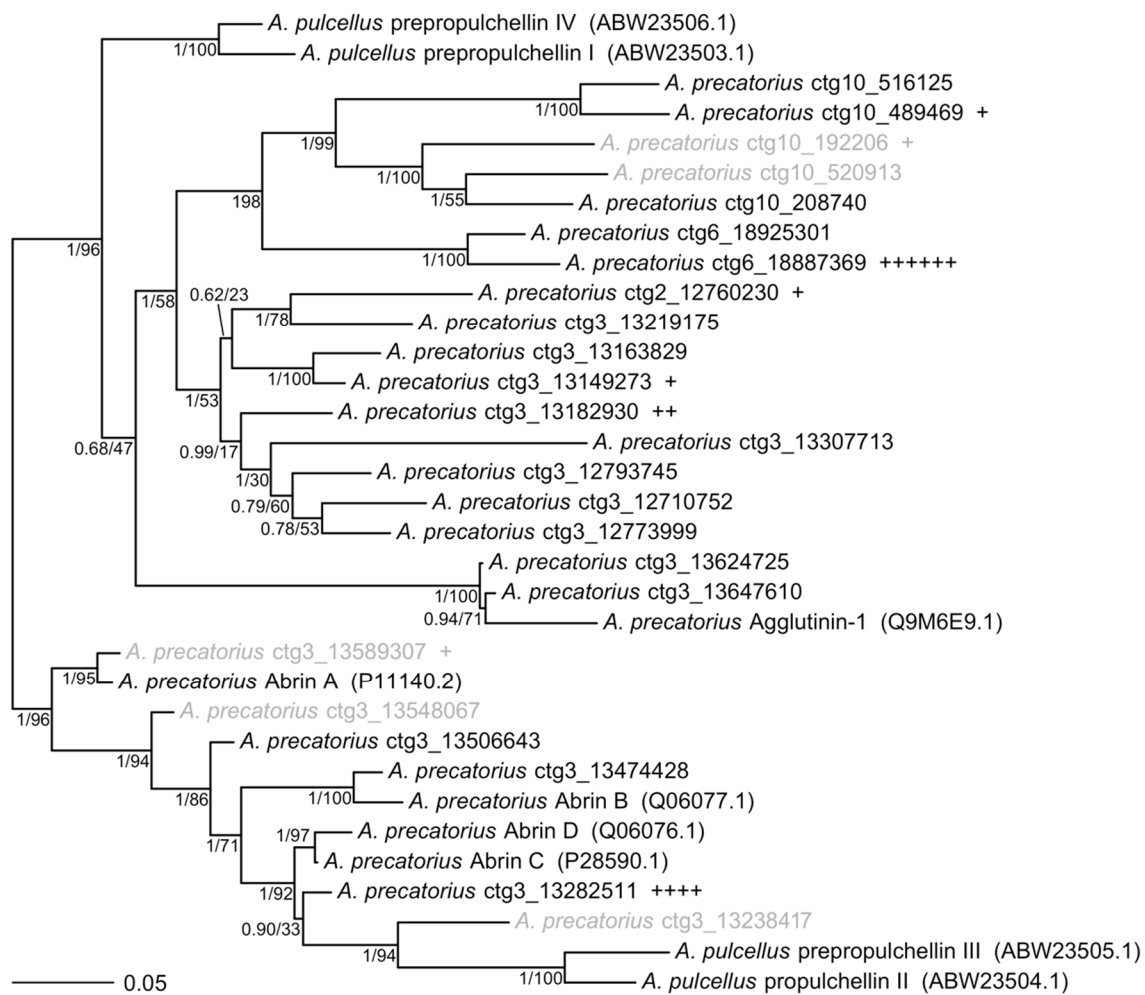 A. pulcellus prepropulchellin IV (ABW23506.1)
1/100
A. pulcellus prepropulchellin I (ABW23503.1)
A. precatorius ctg10_516125
1/100
A. precatorius ctg10_489469 +
1/99
A. precatorius ctg10_192206 +
1/100
A. precatorius ctg10_520913
1/55
A. precatorius ctg10_208740
198
A. precatorius ctg6_18925301
1/96
1/100
A. precatorius ctg6_18887369 ++++++
0.62/23
A. precatorius ctg2_12760230 +
1/58
1/78
A. precatorius ctg3_13219175
A. precatorius ctg3_13163829
1/100
A. precatorius ctg3_13149273 +
1/53
A. precatorius ctg3_13182930 ++
0.68/47
0.99/17
A. precatorius ctg3_13307713
1/30
A. precatorius ctg3_12793745
0.79/60
A. precatorius ctg3_12710752
0.78/53
A. precatorius ctg3_12773999
A. precatorius ctg3_13624725
1/100
A. precatorius ctg3_13647610
0.94/71
A. precatorius Agglutinin-1 (Q9M6E9.1)
A. precatorius ctg3_13589307 +
1/95
A. precatorius Abrin A (P11140.2)
1/96
A. precatorius ctg3_13548067
1/94
A. precatorius ctg3_13506643
1/86
A. precatorius ctg3_13474428
1/100
A. precatorius Abrin B (Q06077.1)
1/71
1/97
A. precatorius Abrin D (Q06076.1)
A. precatorius Abrin C (P28590.1)
1/92
A. precatorius ctg3_13282511 ++++
0.90/33
A. precatorius ctg3_13238417
1/94
A. pulcellus prepropulchellin III (ABW23505.1)
1/100
A. pulcellus propulchellin II (ABW23504.1)
0.05